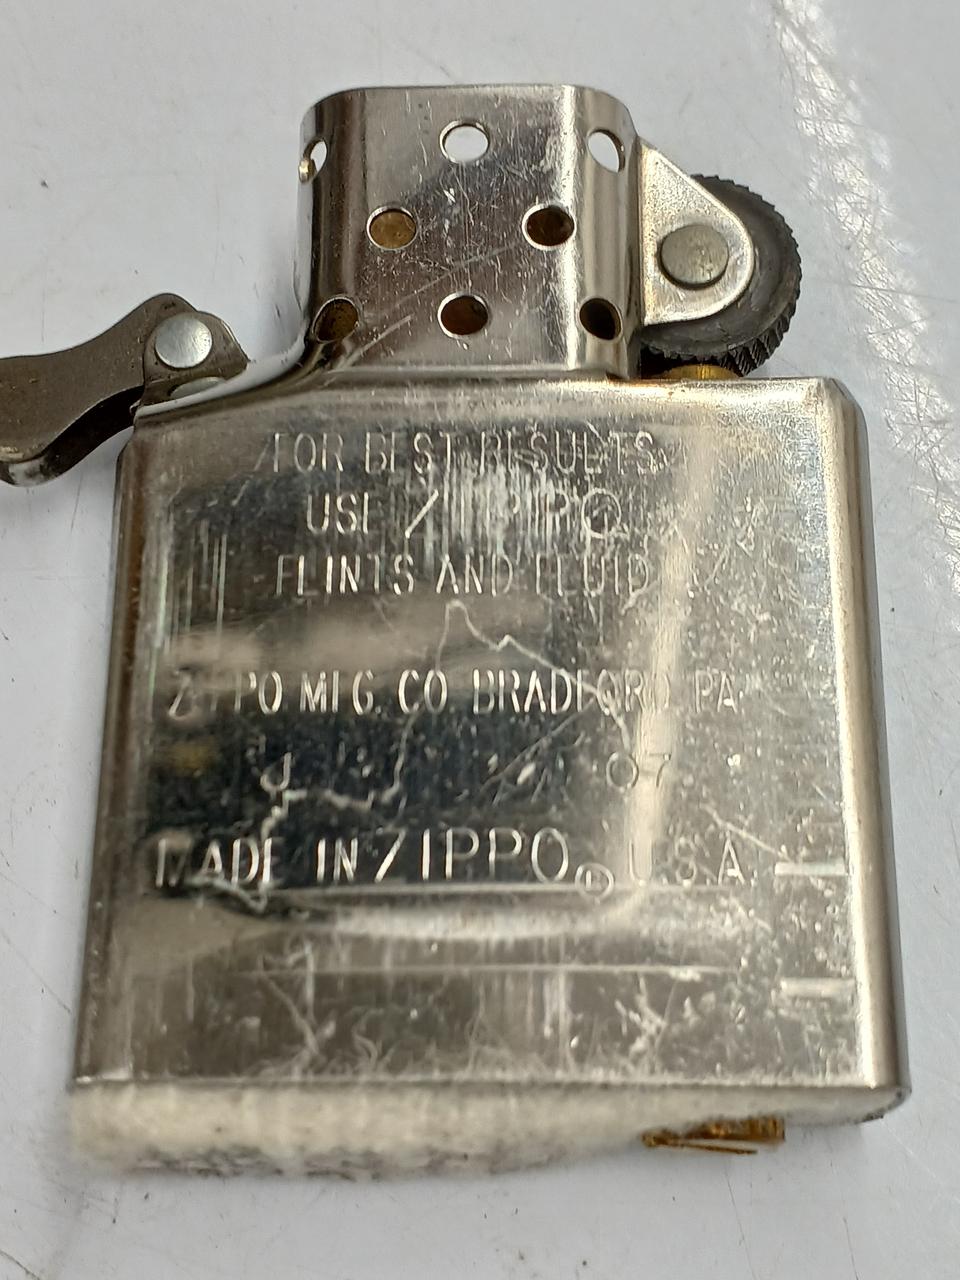 FOR BEST RESULTS
USE ZIPPO
FLINTS AND FLUID
ZIPPO MFG. CO. BRADFORD, PA.
J 07
MADE IN ZIPPO® U.S.A.